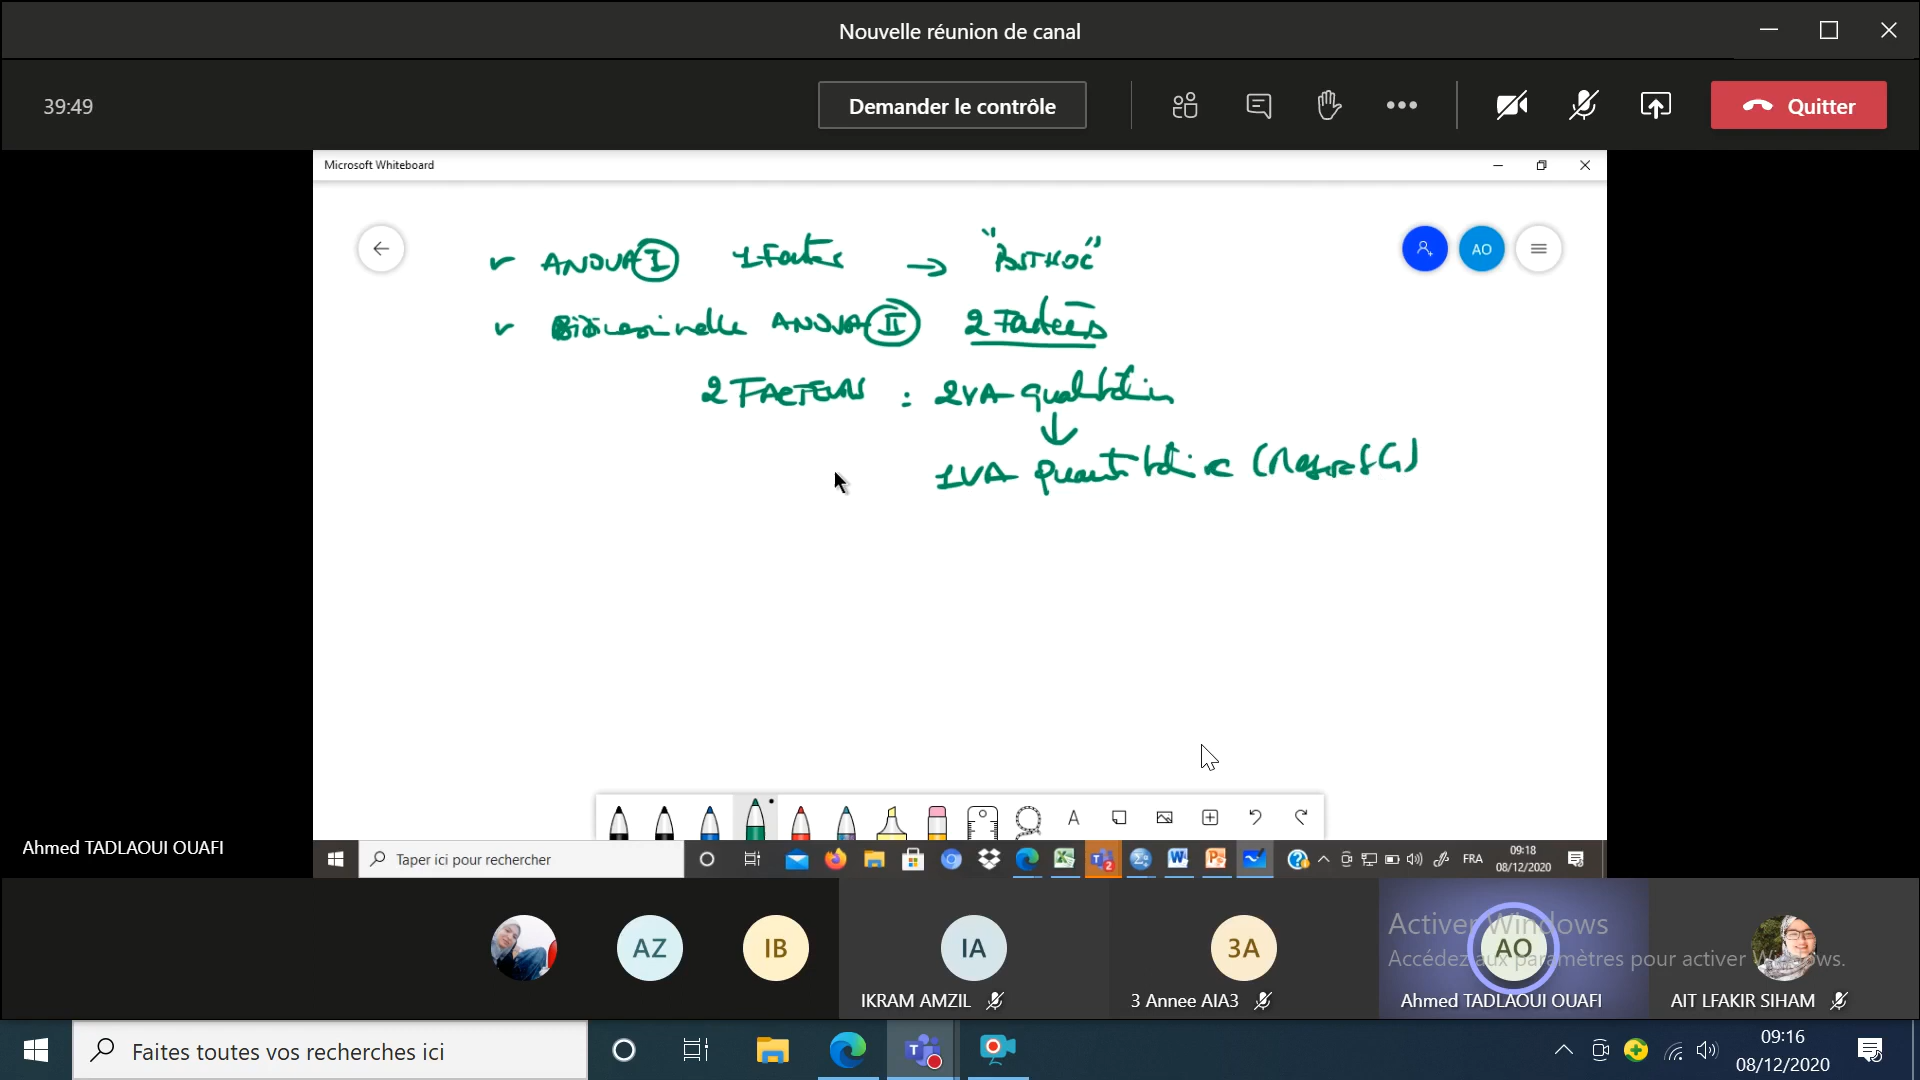 Nouvelle réunion de canal
39:49
Demander le contrôle
Quitter
Microsoft Whiteboard
AO
ANOVA I 1 Facteur → "POSTHOC"
ANOVA II 2 Facteurs
2 FACTEURS : 2VA qualitatives
↓
1VA quantitative
A
Ahmed TADLAOUI OUAFI
Taper ici pour rechercher
FRA
09:18
08/12/2020
AZ
IB
IA
3A
AO
Activer Windows
Accédez aux paramètres pour activer Windows.
IKRAM AMZIL
3 Annee AIA3
Ahmed TADLAOUI OUAFI
AIT LFAKIR SIHAM
Faites toutes vos recherches ici
09:16
08/12/2020